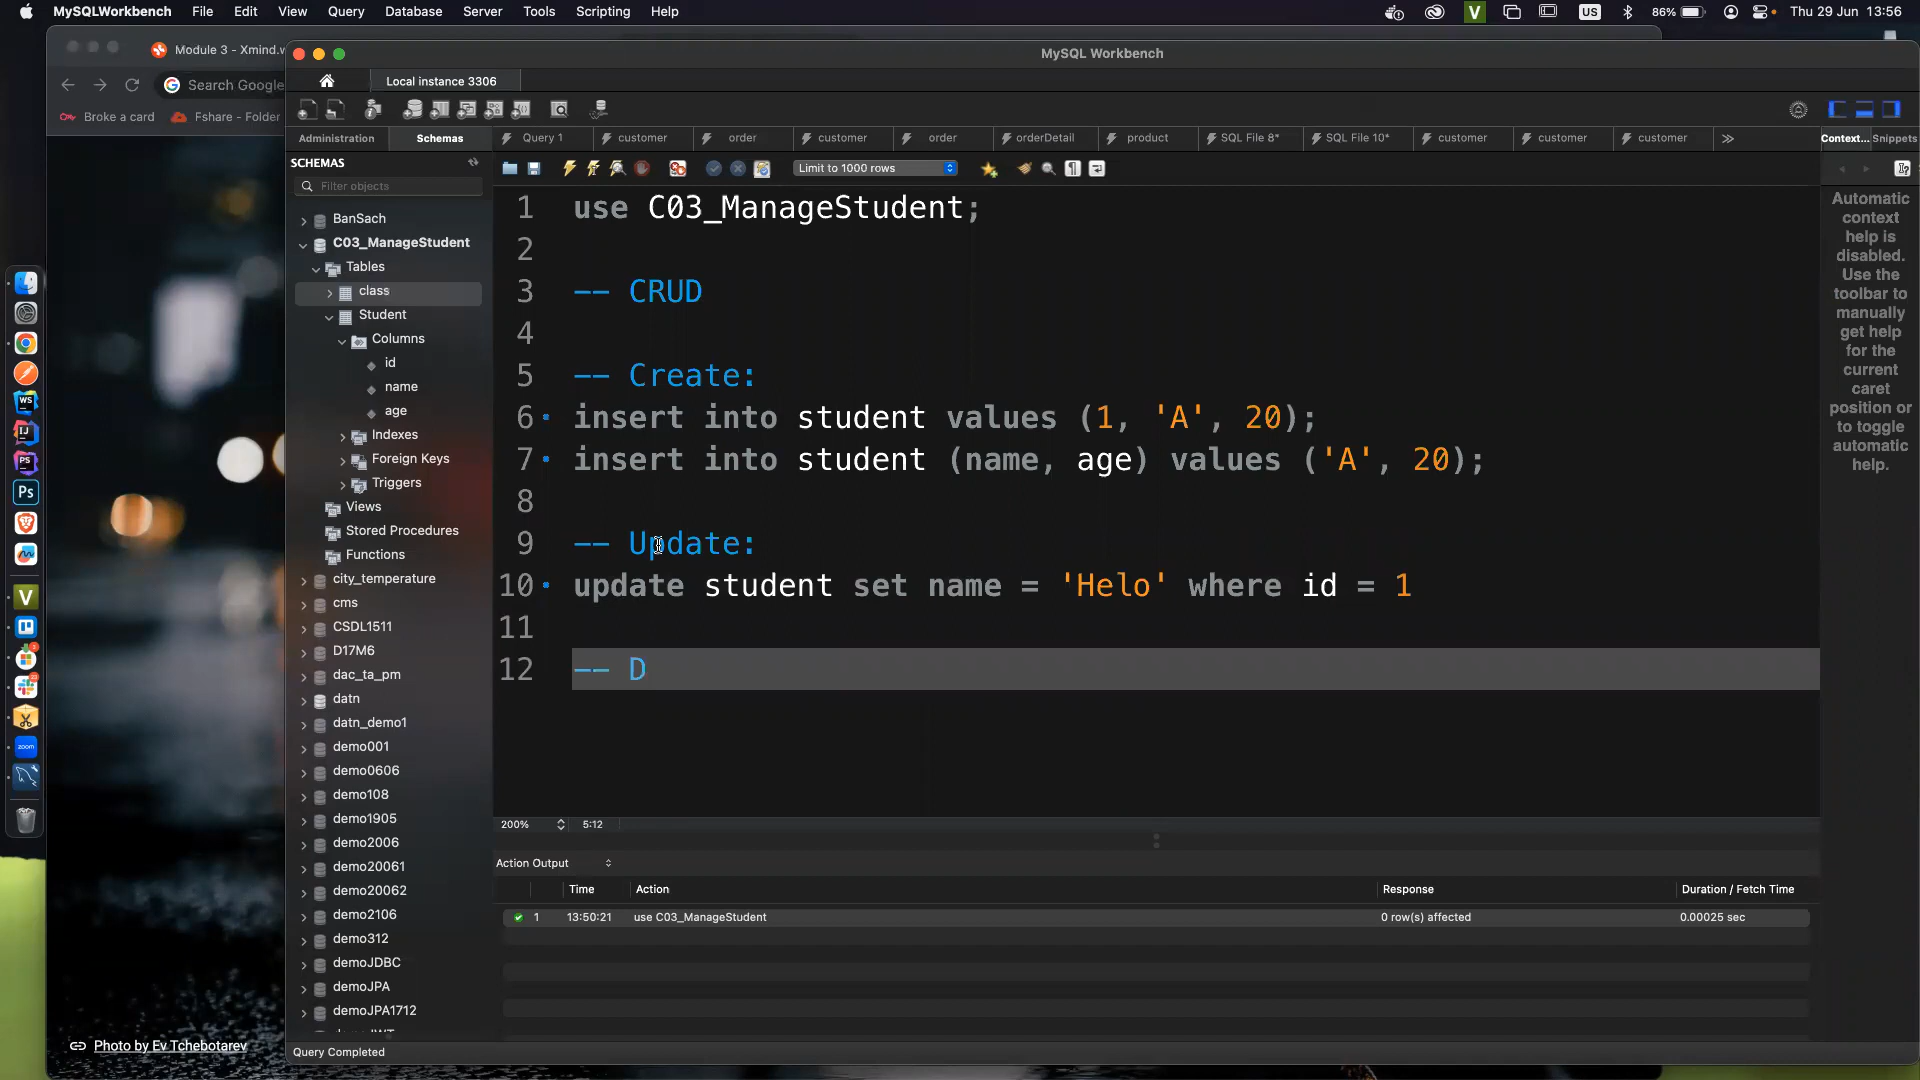 MySQLWorkbench File Edit View Query Database Server Tools Scripting Help
V US 86% Thu 29 Jun 13:56
Module 3 - Xmind.w
MySQL Workbench
Search Google
Local instance 3306
Broke a card Fshare - Folder
Administration Schemas
Query 1 customer order customer order orderDetail product SQL File 8* SQL File 10* customer customer customer
Context... Snippets
SCHEMAS
Limit to 1000 rows
Filter objects
BanSach
C03_ManageStudent
Tables
class
Student
Columns
id
name
age
Indexes
Foreign Keys
Triggers
Views
Stored Procedures
Functions
city_temperature
cms
CSDL1511
D17M6
dac_ta_pm
datn
datn_demo1
demo001
demo0606
demo108
demo1905
demo2006
demo20061
demo20062
demo2106
demo312
demoJDBC
demoJPA
demoJPA1712
1 use C03_ManageStudent;
2
3 -- CRUD
4
5 -- Create:
6 insert into student values (1, 'A', 20);
7 insert into student (name, age) values ('A', 20);
8
9 -- Update:
10 update student set name = 'Helo' where id = 1
11
12 -- D
Automatic
context
help is
disabled.
Use the
toolbar to
manually
get help
for the
current
caret
position or
to toggle
automatic
help.
200% 5:12
Action Output
Time Action Response Duration / Fetch Time
1 13:50:21 use C03_ManageStudent 0 row(s) affected 0.00025 sec
Query Completed
Photo by Ev Tchebotarev
WS
IJ
PS
Ps
V
zoom